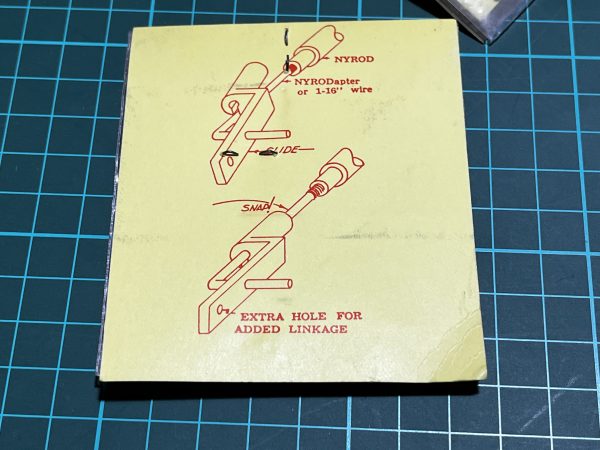 NYROD
NYRODapter
or 1-16" wire
SLIDE
SNAP!
EXTRA HOLE FOR
ADDED LINKAGE